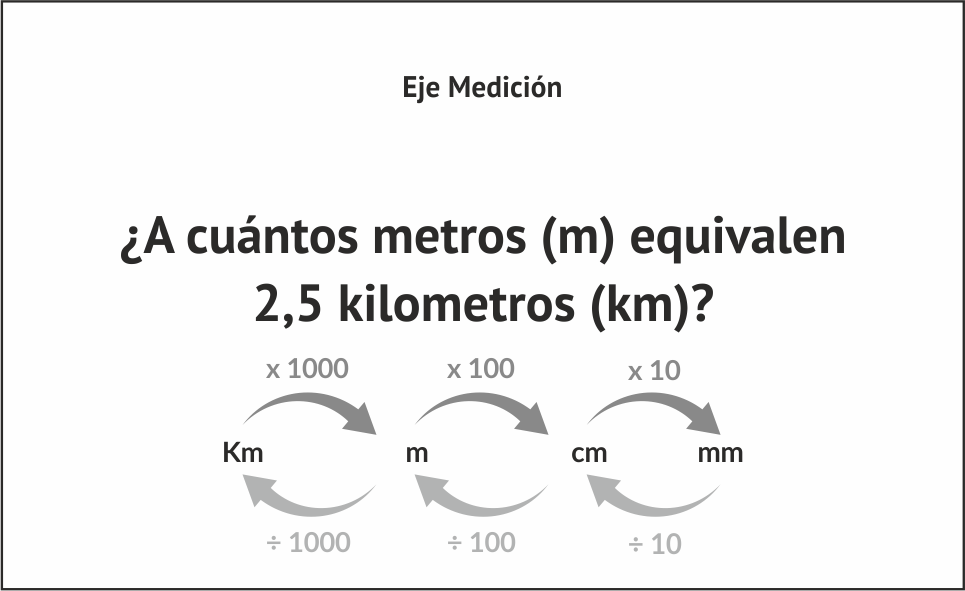 Eje Medición
¿A cuántos metros (m) equivalen
2,5 kilometros (km)?
x 1000 x 100 x 10
Km m cm mm
÷ 1000 ÷ 100 ÷ 10